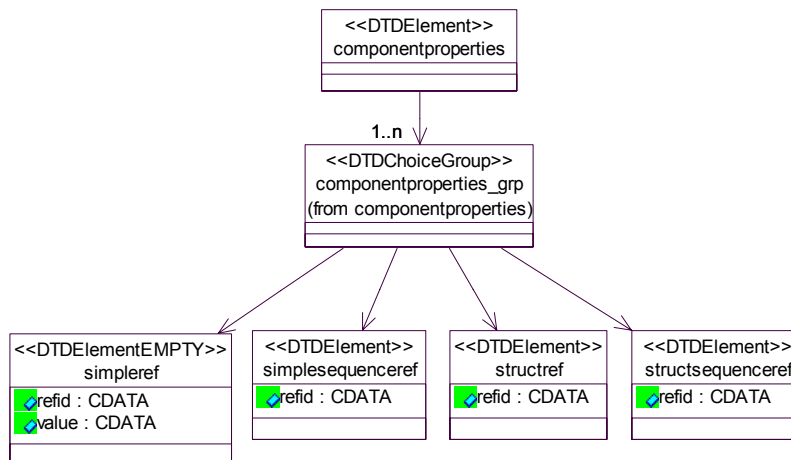 <<DTDElement>>
componentproperties
1..n
<<DTDChoiceGroup>>
componentproperties_grp
(from componentproperties)
<<DTDElementEMPTY>>
simpleref
refid : CDATA
value : CDATA
<<DTDElement>>
simplesequenceref
refid : CDATA
<<DTDElement>>
structref
refid : CDATA
<<DTDElement>>
structsequenceref
refid : CDATA